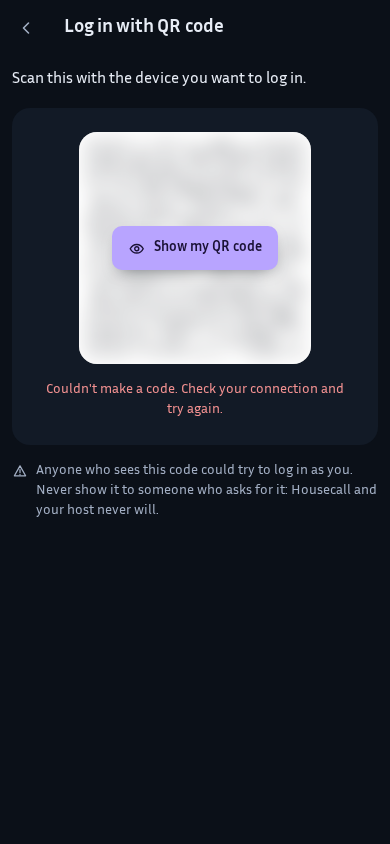 Log in with QR code
Scan this with the device you want to log in.
Show my QR code
Couldn't make a code. Check your connection and
try again.
Anyone who sees this code could try to log in as you.
Never show it to someone who asks for it: Housecall and
your host never will.